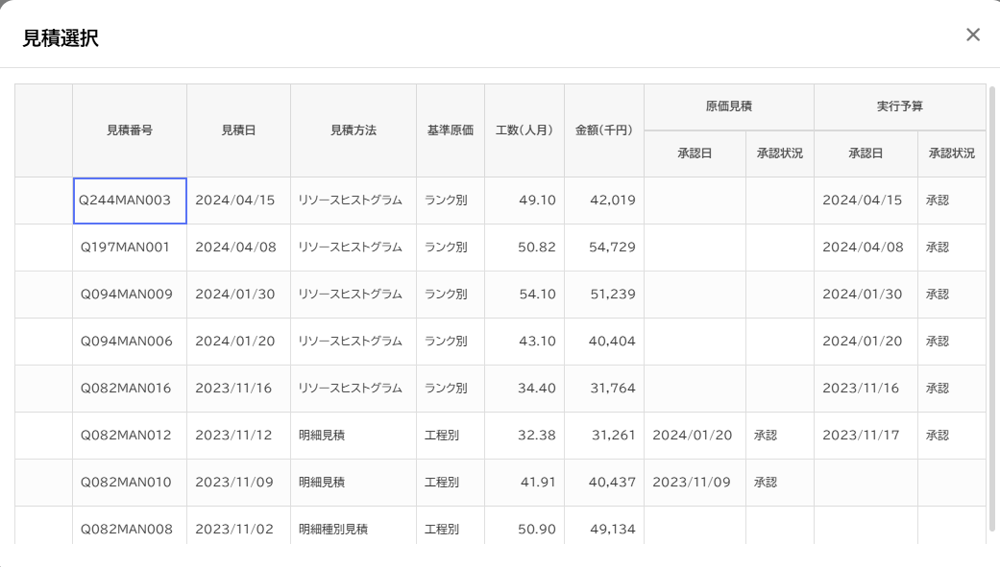 見積選択
見積番号 見積日 見積方法 基準原価 工数(人月) 金額(千円) 原価見積 実行予算
承認日 承認状況 承認日 承認状況
Q244MAN003 2024/04/15 リソースヒストグラム ランク別 49.10 42,019 2024/04/15 承認
Q197MAN001 2024/04/08 リソースヒストグラム ランク別 50.82 54,729 2024/04/08 承認
Q094MAN009 2024/01/30 リソースヒストグラム ランク別 54.10 51,239 2024/01/30 承認
Q094MAN006 2024/01/20 リソースヒストグラム ランク別 43.10 40,404 2024/01/20 承認
Q082MAN016 2023/11/16 リソースヒストグラム ランク別 34.40 31,764 2023/11/16 承認
Q082MAN012 2023/11/12 明細見積 工程別 32.38 31,261 2024/01/20 承認 2023/11/17 承認
Q082MAN010 2023/11/09 明細見積 工程別 41.91 40,437 2023/11/09 承認
Q082MAN008 2023/11/02 明細種別見積 工程別 50.90 49,134